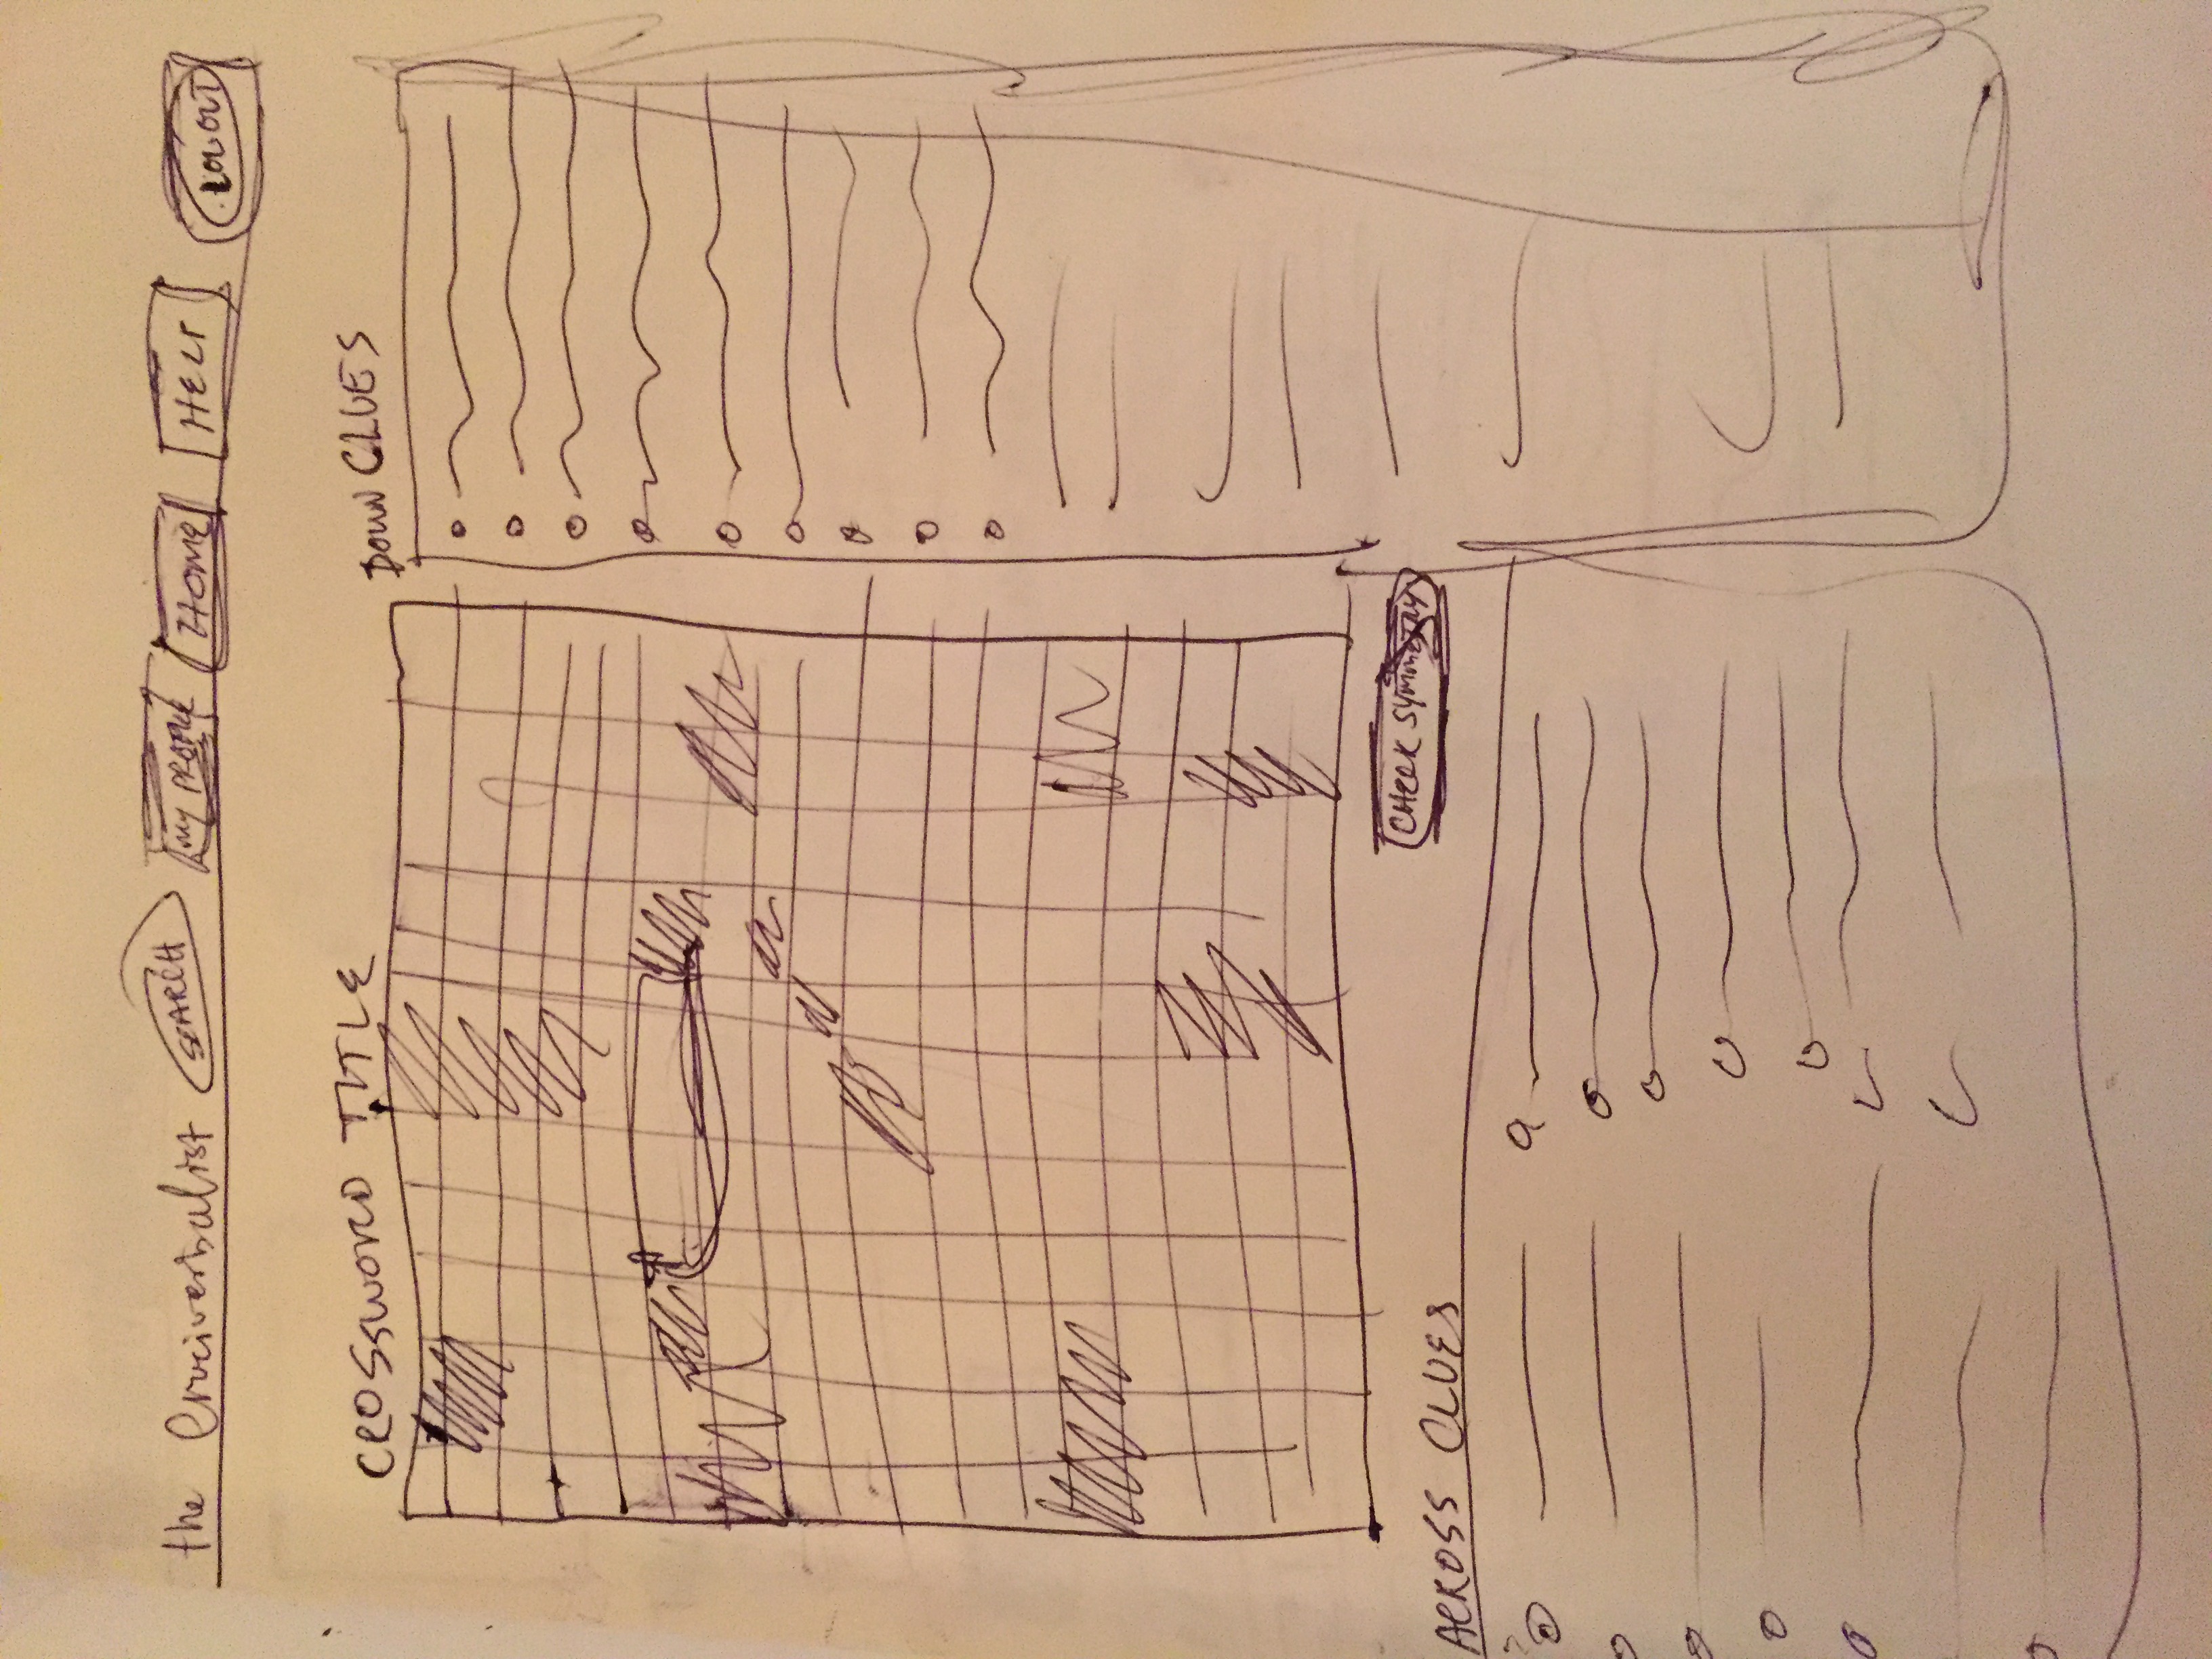 the Cruciverbalist SEARCH MY PROFILE HOME HELP LOGOUT
CROSSWORD TITLE
DOWN CLUES
CHECK SYMMETRY
ACROSS CLUES